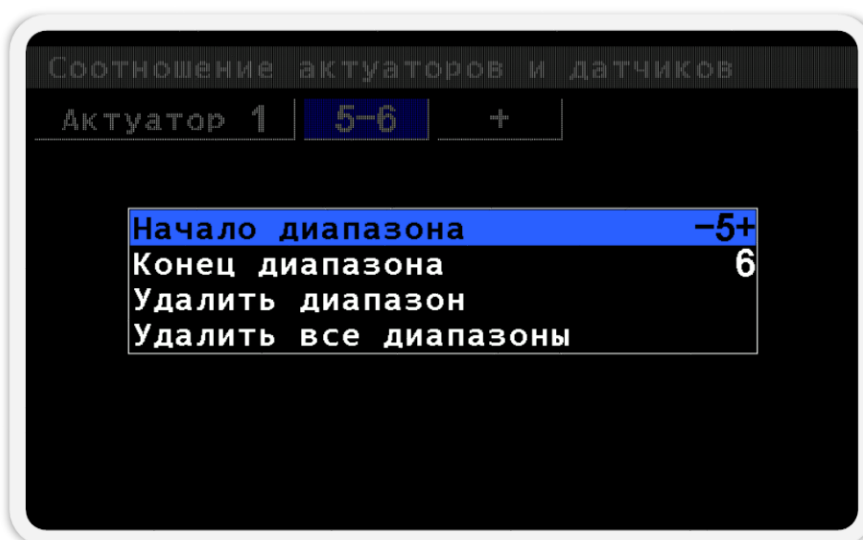 Соотношение актуаторов и датчиков
Актуатор 1 5-6 +
Начало диапазона -5+
Конец диапазона 6
Удалить диапазон
Удалить все диапазоны